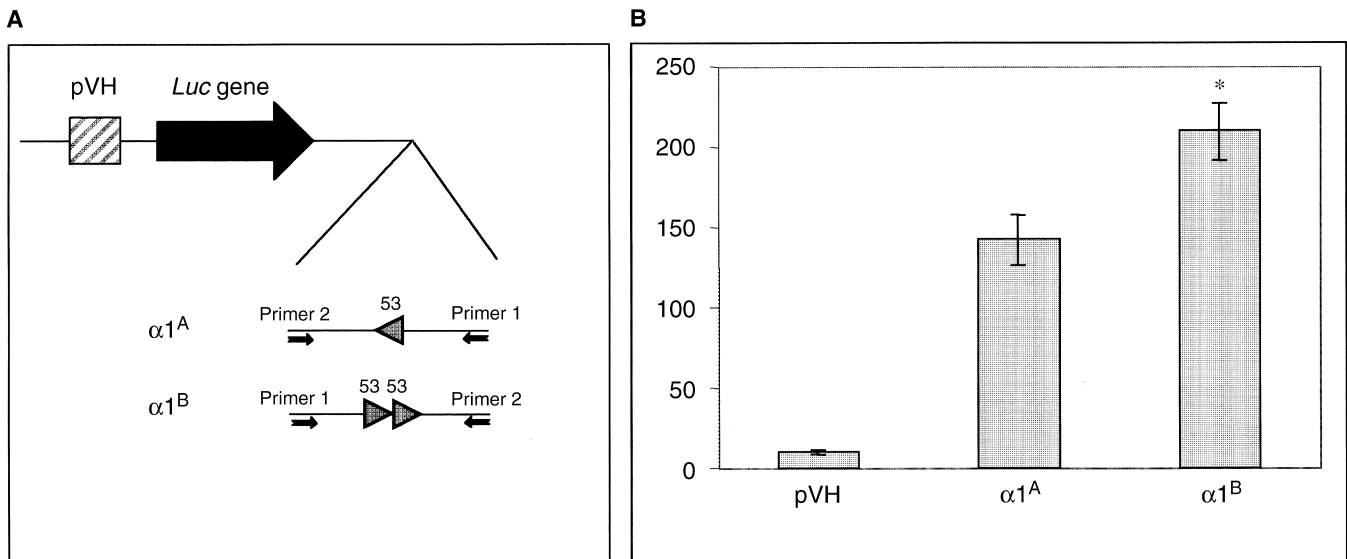 A
pVH
Luc gene
53
Primer 2
Primer 1
α1A
53 53
Primer 1
Primer 2
α1B
B
250
200
150
100
50
0
*
pVH
α1A
α1B